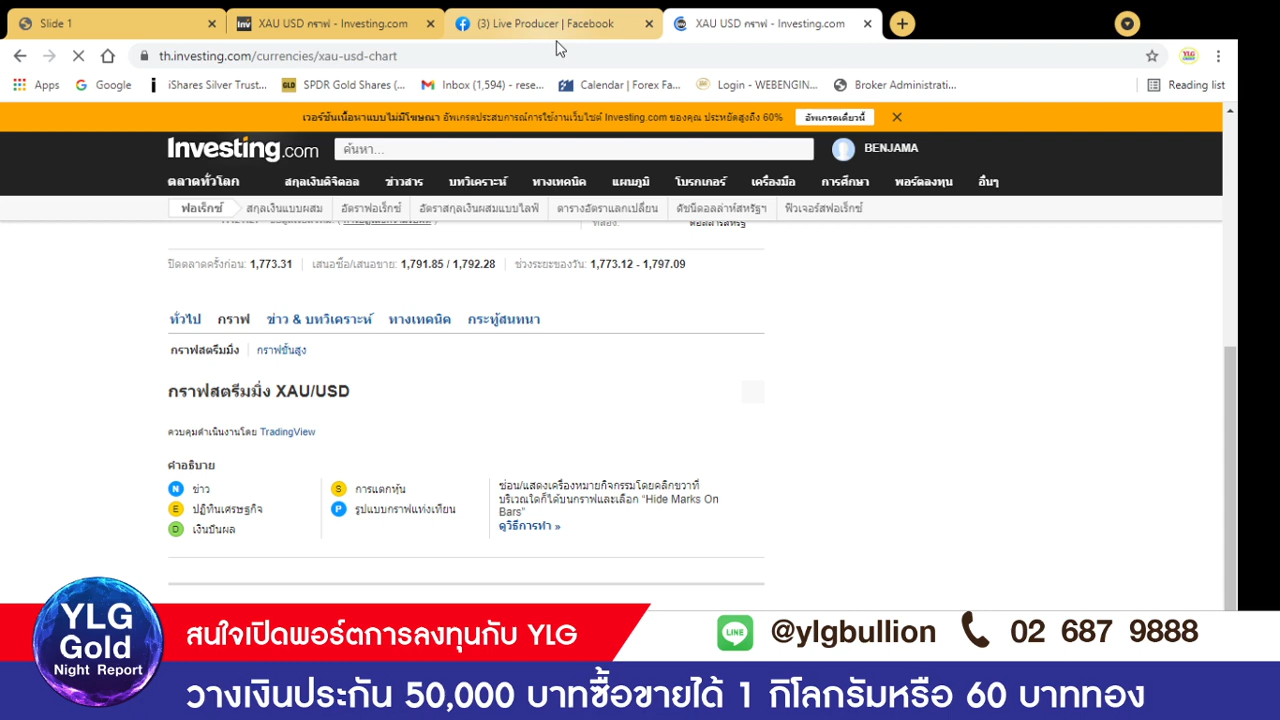 Slide 1
XAU USD กราฟ - Investing.com
(3) Live Producer | Facebook
XAU USD กราฟ - Investing.com
th.investing.com/currencies/xau-usd-chart
Apps
Google
iShares Silver Trust...
SPDR Gold Shares (...
Inbox (1,594) - rese...
Calendar | Forex Fa...
Login - WEBENGIN...
Broker Administrati...
Reading list
เวอร์ชันเนื้อหาแบบไม่มีโฆษณา อัพเกรดประสบการณ์การใช้งานเว็บไซต์ Investing.com ของคุณ ประหยัดสูงถึง 60%
อัพเกรดเดี๋ยวนี้
Investing.com
ค้นหา...
BENJAMA
ตลาดทั่วโลก
สกุลเงินดิจิตอล
ข่าวสาร
บทวิเคราะห์
ทางเทคนิค
แผนภูมิ
โบรกเกอร์
เครื่องมือ
การศึกษา
พอร์ตลงทุน
อื่นๆ
ฟอเร็กซ์
สกุลเงินแบบผสม
อัตราฟอเร็กซ์
อัตราสกุลเงินผสมแบบไลฟ์
ตารางอัตราแลกเปลี่ยน
ดัชนีดอลล่าห์สหรัฐฯ
ฟิวเจอร์สฟอเร็กซ์
ปิดตลาดครั้งก่อน: 1,773.31
เสนอซื้อ/เสนอขาย: 1,791.85 / 1,792.28
ช่วงระยะของวัน: 1,773.12 - 1,797.09
ทั่วไป
กราฟ
ข่าว & บทวิเคราะห์
ทางเทคนิค
กระทู้สนทนา
กราฟสตรีมมิ่ง
กราฟขั้นสูง
กราฟสตรีมมิ่ง XAU/USD
ควบคุมดำเนินงานโดย TradingView
คำอธิบาย
N ข่าว
E ปฏิทินเศรษฐกิจ
D เงินปันผล
S การแตกหุ้น
P รูปแบบกราฟแท่งเทียน
ซ่อน/แสดงเครื่องหมายกิจกรรมโดยคลิกขวาที่
บริเวณใดก็ได้บนกราฟและเลือก "Hide Marks On
Bars"
ดูวิธีการทำ »
YLG
Gold
Night Report
สนใจเปิดพอร์ตการลงทุนกับ YLG
LINE
@ylgbullion
02 687 9888
วางเงินประกัน 50,000 บาทซื้อขายได้ 1 กิโลกรัมหรือ 60 บาททอง